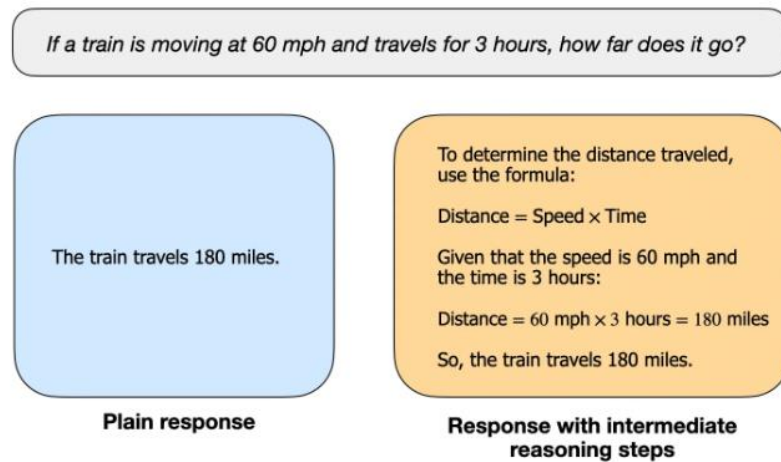 If a train is moving at 60 mph and travels for 3 hours, how far does it go?
The train travels 180 miles.
Plain response
To determine the distance traveled,
use the formula:
Distance = Speed × Time
Given that the speed is 60 mph and
the time is 3 hours:
Distance = 60 mph × 3 hours = 180 miles
So, the train travels 180 miles.
Response with intermediate
reasoning steps